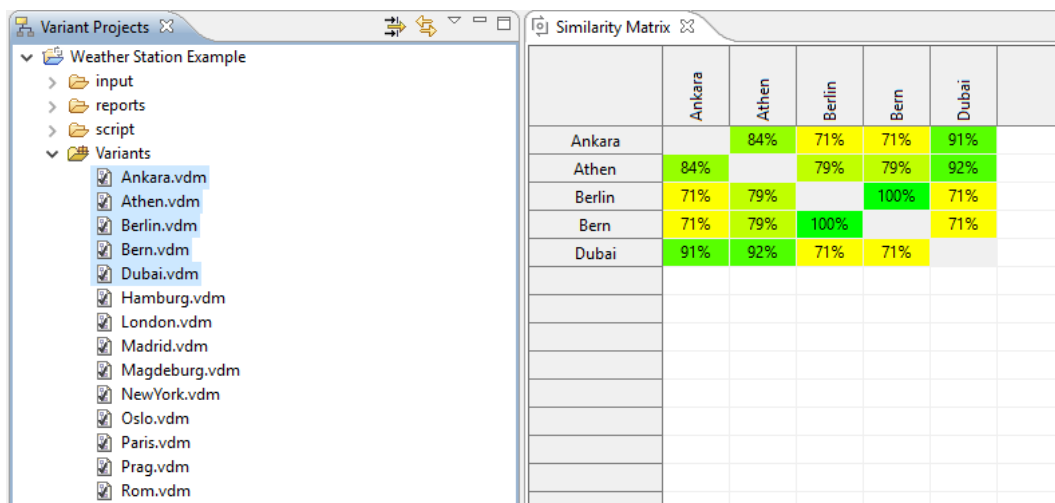 Variant Projects
Weather Station Example
input
reports
script
Variants
Ankara.vdm
Athen.vdm
Berlin.vdm
Bern.vdm
Dubai.vdm
Hamburg.vdm
London.vdm
Madrid.vdm
Magdeburg.vdm
NewYork.vdm
Oslo.vdm
Paris.vdm
Prag.vdm
Rom.vdm
Similarity Matrix
Ankara Athen Berlin Bern Dubai
Ankara 84% 71% 71% 91%
Athen 84% 79% 79% 92%
Berlin 71% 79% 100% 71%
Bern 71% 79% 100% 71%
Dubai 91% 92% 71% 71%